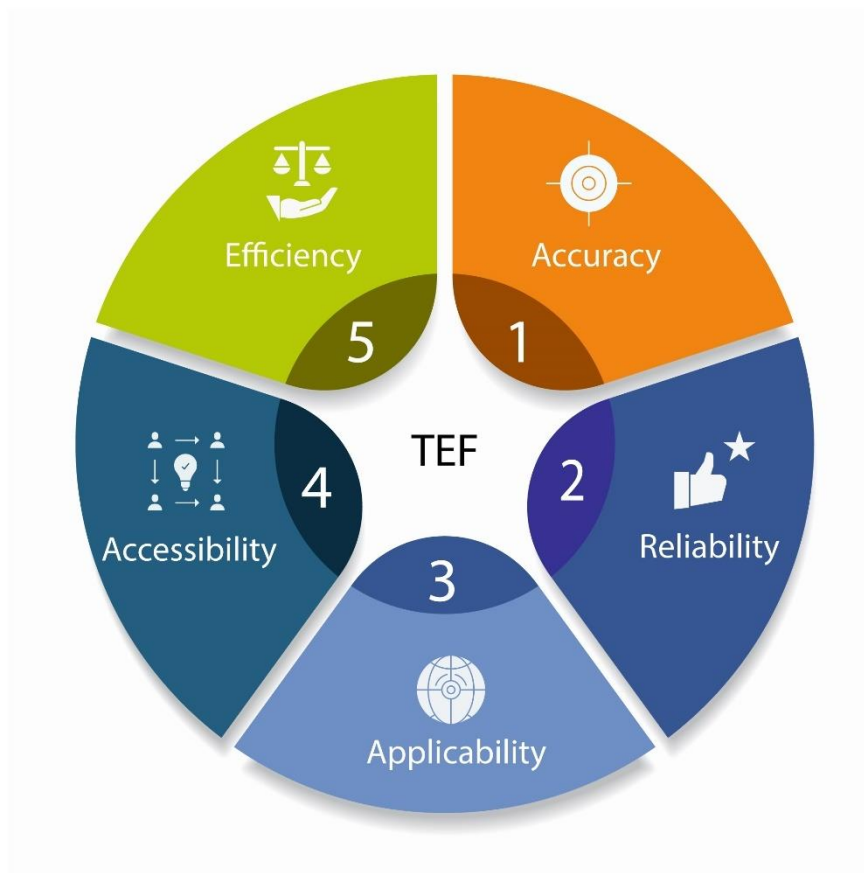 TEF
1
Accuracy
2
Reliability
3
Applicability
4
Accessibility
5
Efficiency